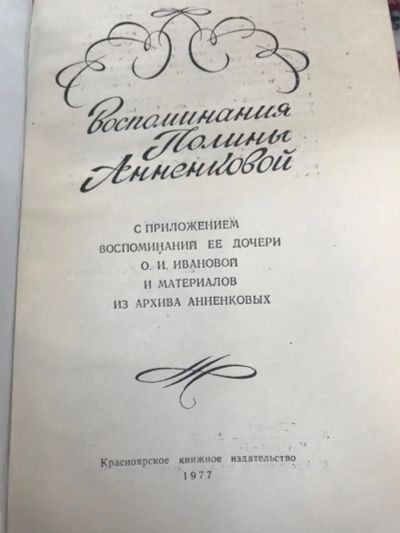 Воспоминания
Полины
Анненковой
С ПРИЛОЖЕНИЕМ
ВОСПОМИНАНИЙ ЕЕ ДОЧЕРИ
О. И. ИВАНОВОЙ
И МАТЕРИАЛОВ
ИЗ АРХИВА АННЕНКОВЫХ
Красноярское книжное издательство
1977